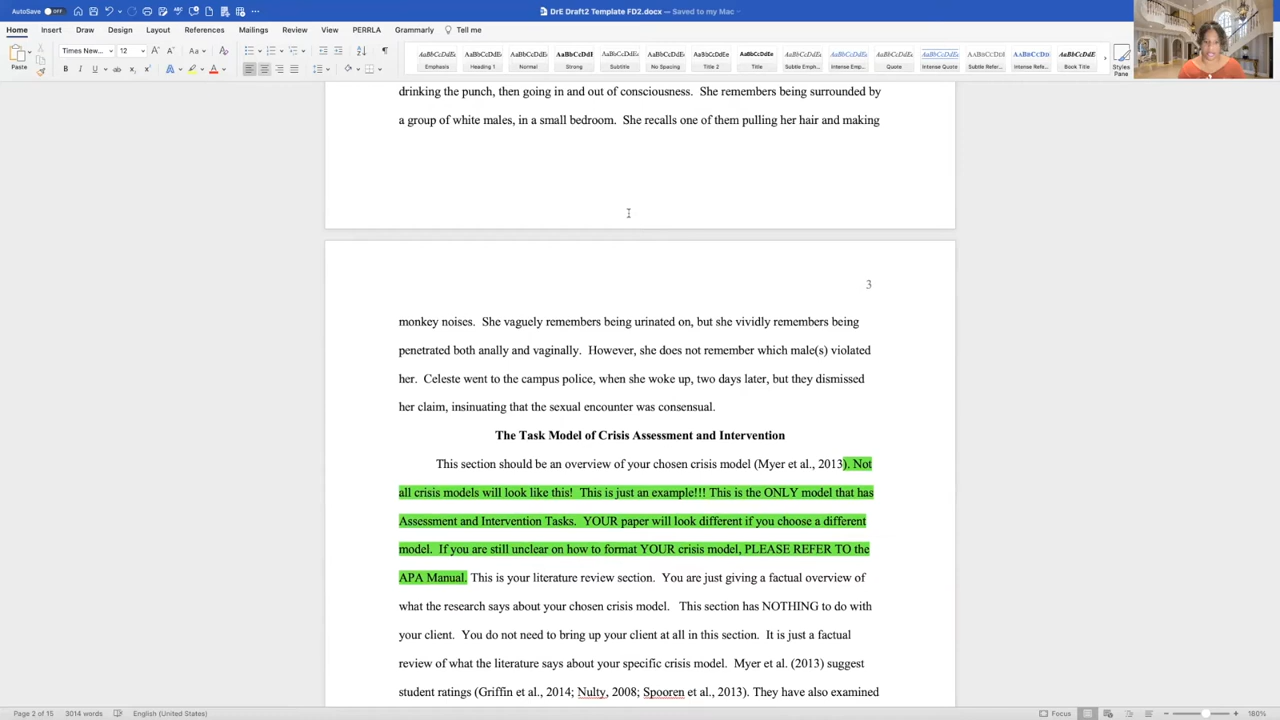 AutoSave OFF
DrE Draft2 Template FD2.docx — Saved to my Mac
Home Insert Draw Design Layout References Mailings Review View PERRLA Grammarly Tell me
Paste Times New... 12 A A Aa A
B I U ab x x A A
AaBbCcDdEe AaBbCcDdEe AaBbCcDdEe AaBbCcDdE AaBbCcDdEe AaBbCcDdEe AaBbCcDdEe AaBbCcDdEe AaBbCcDdEe AaBbCcDdEe AaBbCcDdEe AaBbCcDdEe AaBbCcDdE AaBbCcDdE
Emphasis Heading 1 Normal Strong Subtitle No Spacing Title 2 Title Subtle Emph... Intense Emp... Quote Intense Quote Subtle Refer... Intense Refe... Book Title Styles Pane
drinking the punch, then going in and out of consciousness. She remembers being surrounded by
a group of white males, in a small bedroom. She recalls one of them pulling her hair and making
3
monkey noises. She vaguely remembers being urinated on, but she vividly remembers being
penetrated both anally and vaginally. However, she does not remember which male(s) violated
her. Celeste went to the campus police, when she woke up, two days later, but they dismissed
her claim, insinuating that the sexual encounter was consensual.
The Task Model of Crisis Assessment and Intervention
This section should be an overview of your chosen crisis model (Myer et al., 2013). Not
all crisis models will look like this! This is just an example!!! This is the ONLY model that has
Assessment and Intervention Tasks. YOUR paper will look different if you choose a different
model. If you are still unclear on how to format YOUR crisis model, PLEASE REFER TO the
APA Manual. This is your literature review section. You are just giving a factual overview of
what the research says about your chosen crisis model. This section has NOTHING to do with
your client. You do not need to bring up your client at all in this section. It is just a factual
review of what the literature says about your specific crisis model. Myer et al. (2013) suggest
student ratings (Griffin et al., 2014; Nulty, 2008; Spooren et al., 2013). They have also examined
Page 2 of 15 3014 words English (United States) Focus 180%